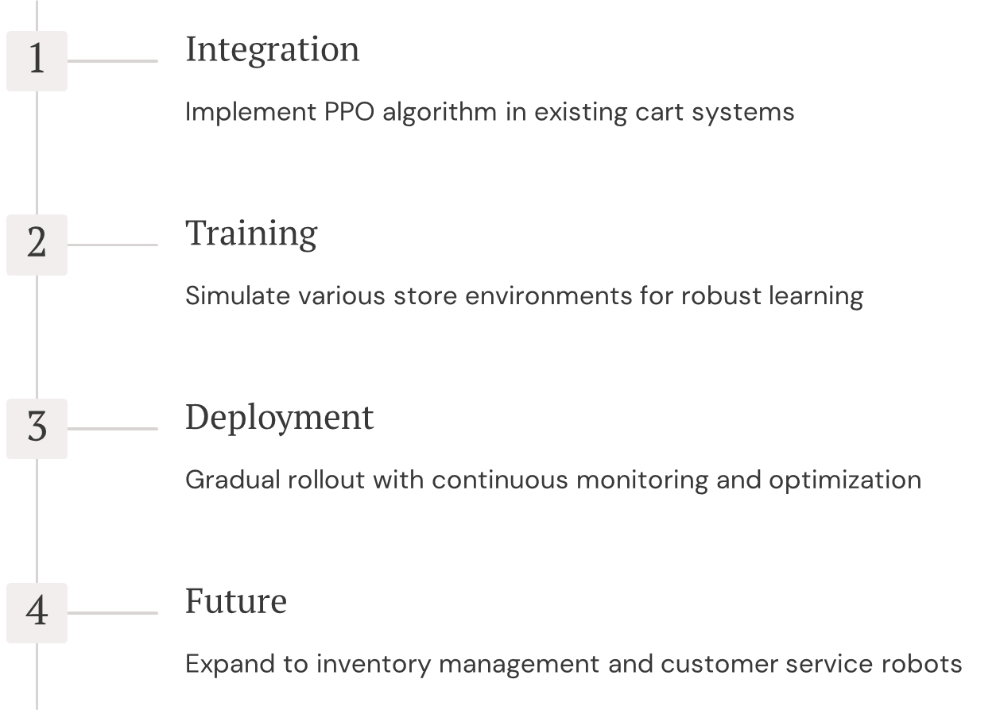 1
Integration
Implement PPO algorithm in existing cart systems
2
Training
Simulate various store environments for robust learning
3
Deployment
Gradual rollout with continuous monitoring and optimization
4
Future
Expand to inventory management and customer service robots